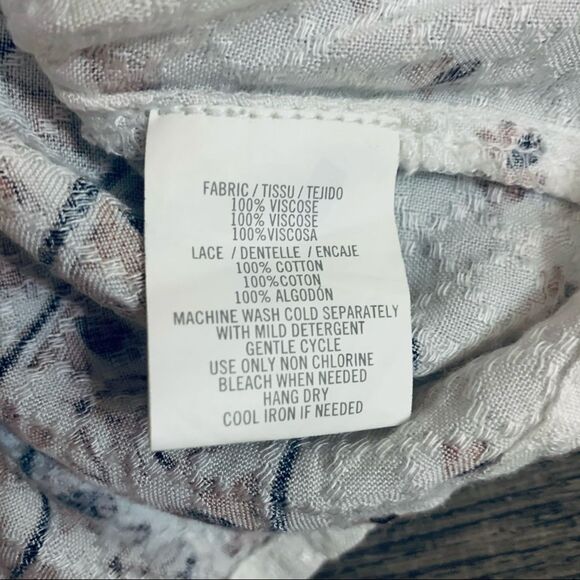 FABRIC / TISSU / TEJIDO
100% VISCOSE
100% VISCOSE
100%VISCOSA
LACE / DENTELLE / ENCAJE
100% COTTON
100%COTON
100% ALGODÓN
MACHINE WASH COLD SEPARATELY
WITH MILD DETERGENT
GENTLE CYCLE
USE ONLY NON CHLORINE
BLEACH WHEN NEEDED
HANG DRY
COOL IRON IF NEEDED